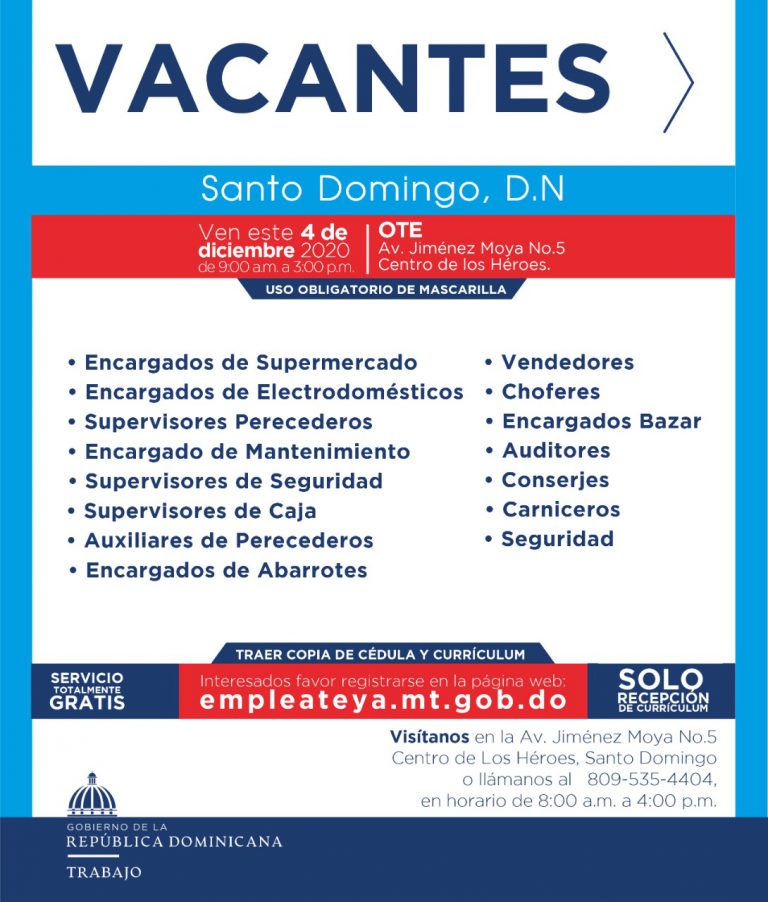 VACANTES
Santo Domingo, D.N
Ven este 4 de
diciembre 2020
de 9:00 a.m. a 3:00 p.m.
OTE
Av. Jiménez Moya No.5
Centro de los Héroes.
USO OBLIGATORIO DE MASCARILLA
• Encargados de Supermercado
• Encargados de Electrodomésticos
• Supervisores Perecederos
• Encargado de Mantenimiento
• Supervisores de Seguridad
• Supervisores de Caja
• Auxiliares de Perecederos
• Encargados de Abarrotes
• Vendedores
• Choferes
• Encargados Bazar
• Auditores
• Conserjes
• Carniceros
• Seguridad
TRAER COPIA DE CÉDULA Y CURRÍCULUM
SERVICIO
TOTALMENTE
GRATIS
Interesados favor registrarse en la página web:
empleateya.mt.gob.do
SOLO
RECEPCIÓN
DE CURRÍCULUM
Visítanos en la Av. Jiménez Moya No.5
Centro de Los Héroes, Santo Domingo
o llámanos al 809-535-4404,
en horario de 8:00 a.m. a 4:00 p.m.
GOBIERNO DE LA
REPÚBLICA DOMINICANA
TRABAJO